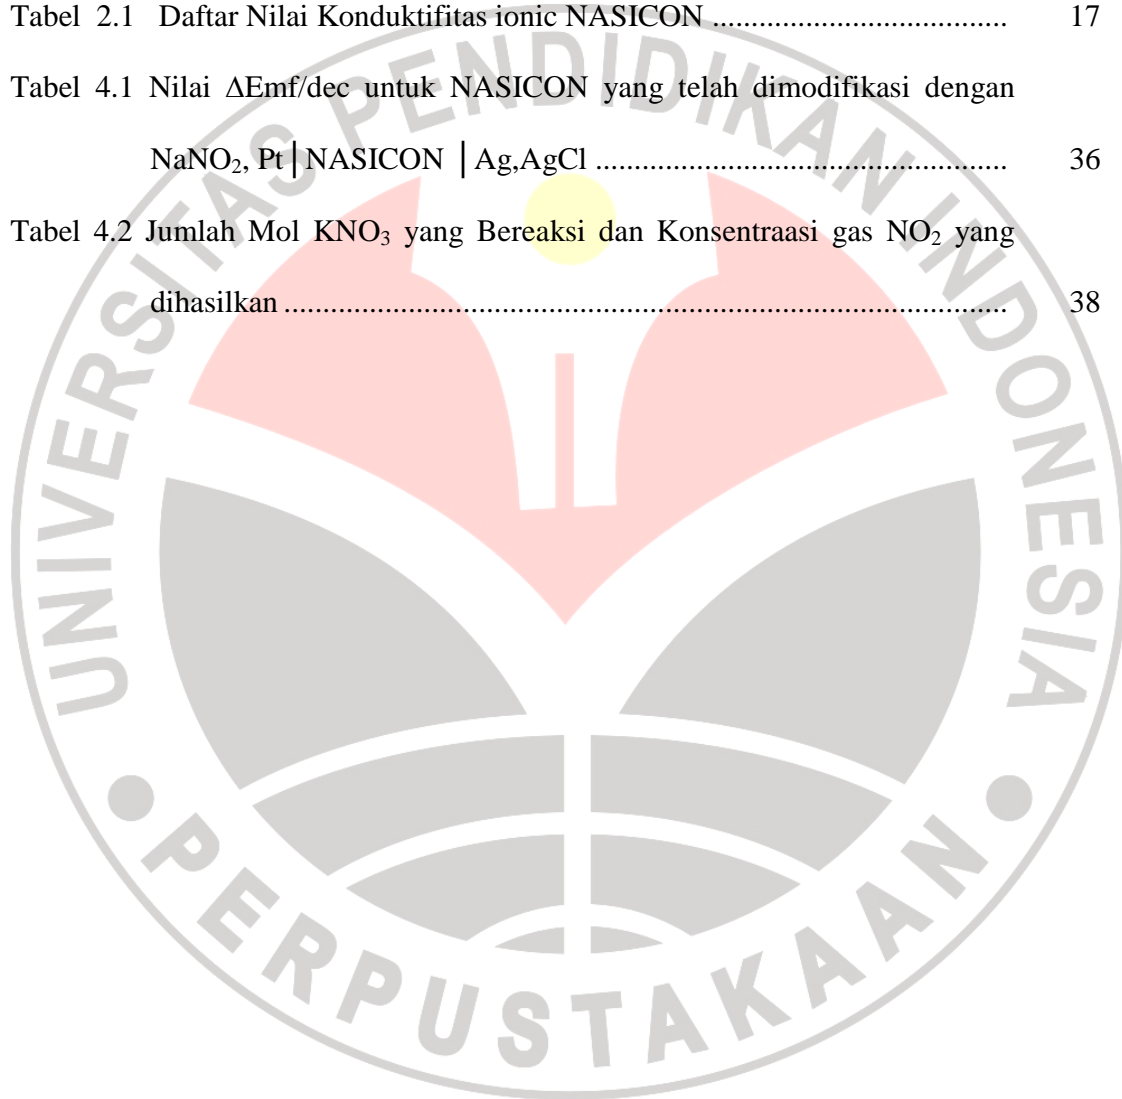 Tabel 2.1 Daftar Nilai Konduktifitas ionic NASICON ..................................... 17
Tabel 4.1 Nilai ΔEmf/dec untuk NASICON yang telah dimodifikasi dengan
NaNO₂, Pt│NASICON │Ag,AgCl ................................................... 36
Tabel 4.2 Jumlah Mol KNO₃ yang Bereaksi dan Konsentraasi gas NO₂ yang
dihasilkan .......................................................................................... 38
UNIVERSITAS PENDIDIKAN INDONESIA
PERPUSTAKAAN